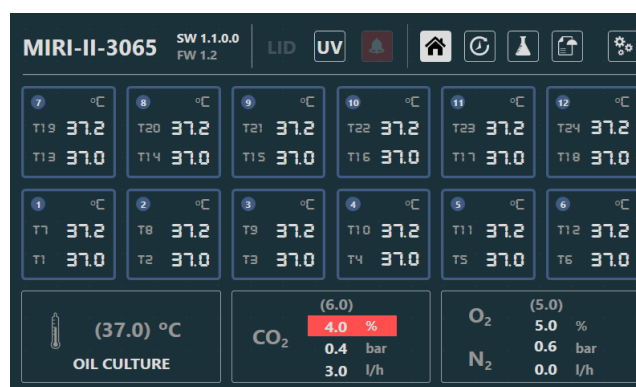 MIRI-II-3065 SW 1.1.0.0 LID UV
FW 1.2
7 °C 8 °C 9 °C 10 °C 11 °C 12 °C
T19 37.2 T20 37.2 T21 37.2 T22 37.2 T23 37.2 T24 37.2
T13 37.0 T14 37.0 T15 37.0 T16 37.0 T17 37.0 T18 37.0
1 °C 2 °C 3 °C 4 °C 5 °C 6 °C
T7 37.2 T8 37.2 T9 37.2 T10 37.2 T11 37.2 T12 37.2
T1 37.0 T2 37.0 T3 37.0 T4 37.0 T5 37.0 T6 37.0
(37.0) °C
OIL CULTURE
(6.0)
CO₂
4.0 %
0.4 bar
3.0 l/h
(5.0)
O₂ 5.0 %
0.6 bar
N₂ 0.0 l/h